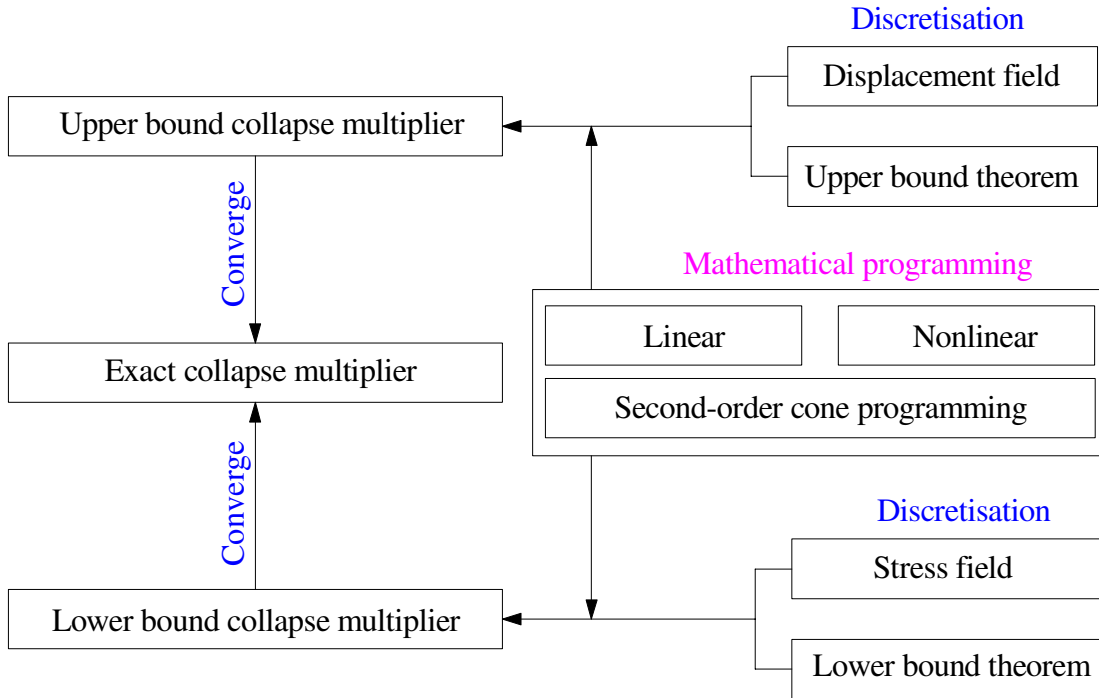 Discretisation
Displacement field
Upper bound collapse multiplier
Upper bound theorem
Converge
Mathematical programming
Linear
Nonlinear
Exact collapse multiplier
Second-order cone programming
Converge
Discretisation
Stress field
Lower bound collapse multiplier
Lower bound theorem